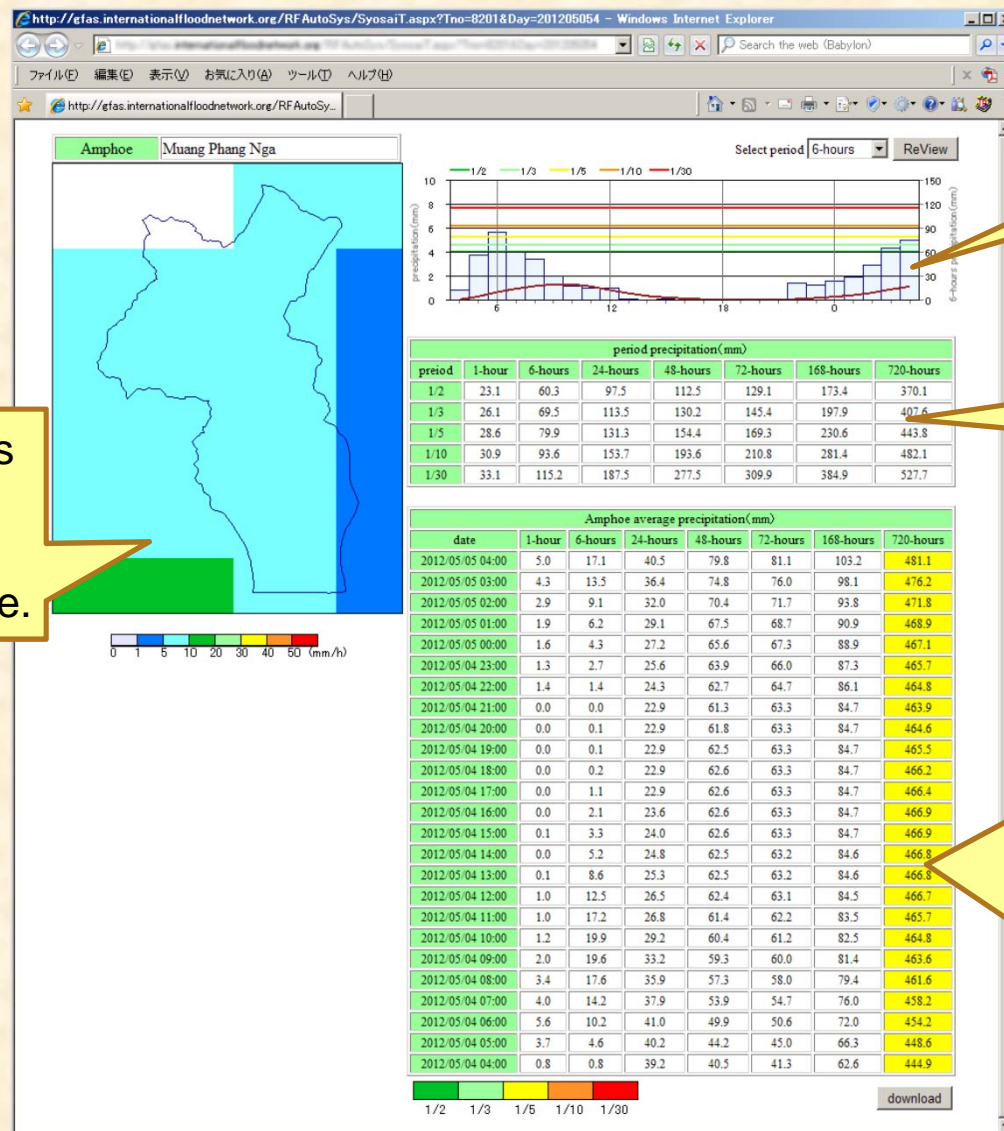 http://gfas.internationalfloodnetwork.org/RFAutoSys/SyosaiT.aspx?Tno=8201&Day=201205054 - Windows Internet Explorer
Search the web (Babylon)
ファイル(F) 編集(E) 表示(V) お気に入り(A) ツール(T) ヘルプ(H)
http://gfas.internationalfloodnetwork.org/RFAutoSy...
Amphoe Muang Phang Nga
Select period 6-hours ReView
1/2 1/3 1/5 1/10 1/30
10 150
8 120
6 90
4 60
2 30
0 0
precipitation(mm)
6-hours precipitation(mm)
6 12 18 0
period precipitation(mm)
preiod 1-hour 6-hours 24-hours 48-hours 72-hours 168-hours 720-hours
1/2 23.1 60.3 97.5 112.5 129.1 173.4 370.1
1/3 26.1 69.5 113.5 130.2 145.4 197.9 407.6
1/5 28.6 79.9 131.3 154.4 169.3 230.6 443.8
1/10 30.9 93.6 153.7 193.6 210.8 281.4 482.1
1/30 33.1 115.2 187.5 277.5 309.9 384.9 527.7
s
e.
0 1 5 10 20 30 40 50 (mm/h)
Amphoe average precipitation(mm)
date 1-hour 6-hours 24-hours 48-hours 72-hours 168-hours 720-hours
2012/05/05 04:00 5.0 17.1 40.5 79.8 81.1 103.2 481.1
2012/05/05 03:00 4.3 13.5 36.4 74.8 76.0 98.1 476.2
2012/05/05 02:00 2.9 9.1 32.0 70.4 71.7 93.8 471.8
2012/05/05 01:00 1.9 6.2 29.1 67.5 68.7 90.9 468.9
2012/05/05 00:00 1.6 4.3 27.2 65.6 67.3 88.9 467.1
2012/05/04 23:00 1.3 2.7 25.6 63.9 66.0 87.3 465.7
2012/05/04 22:00 1.4 1.4 24.3 62.7 64.7 86.1 464.8
2012/05/04 21:00 0.0 0.0 22.9 61.3 63.3 84.7 463.9
2012/05/04 20:00 0.0 0.1 22.9 61.8 63.3 84.7 464.6
2012/05/04 19:00 0.0 0.1 22.9 62.5 63.3 84.7 465.5
2012/05/04 18:00 0.0 0.2 22.9 62.6 63.3 84.7 466.2
2012/05/04 17:00 0.0 1.1 22.9 62.6 63.3 84.7 466.4
2012/05/04 16:00 0.0 2.1 23.6 62.6 63.3 84.7 466.9
2012/05/04 15:00 0.1 3.3 24.0 62.6 63.3 84.7 466.9
2012/05/04 14:00 0.0 5.2 24.8 62.5 63.2 84.6 466.8
2012/05/04 13:00 0.1 8.6 25.3 62.5 63.2 84.6 466.8
2012/05/04 12:00 1.0 12.5 26.5 62.4 63.1 84.5 466.7
2012/05/04 11:00 1.0 17.2 26.8 61.4 62.2 83.5 465.7
2012/05/04 10:00 1.2 19.9 29.2 60.4 61.2 82.5 464.8
2012/05/04 09:00 2.0 19.6 33.2 59.3 60.0 81.4 463.6
2012/05/04 08:00 3.4 17.6 35.9 57.3 58.0 79.4 461.6
2012/05/04 07:00 4.0 14.2 37.9 53.9 54.7 76.0 458.2
2012/05/04 06:00 5.6 10.2 41.0 49.9 50.6 72.0 454.2
2012/05/04 05:00 3.7 4.6 40.2 44.2 45.0 66.3 448.6
2012/05/04 04:00 0.8 0.8 39.2 40.5 41.3 62.6 444.9
1/2 1/3 1/5 1/10 1/30
download